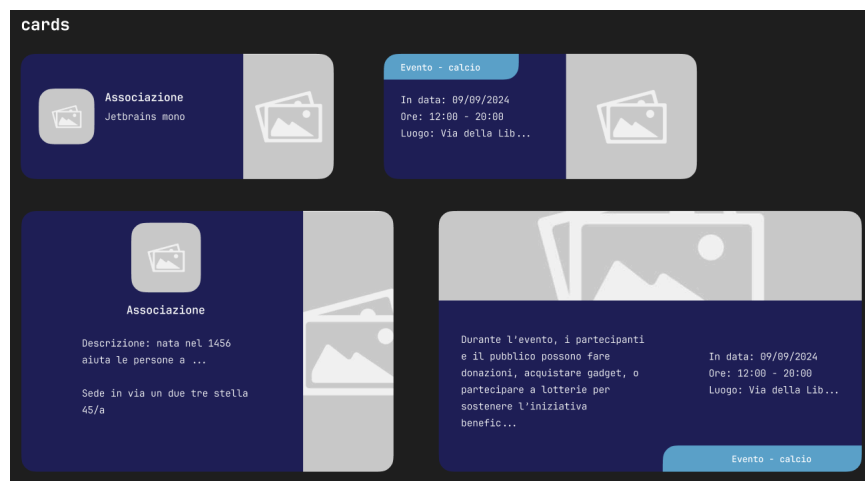 cards
Associazione
Jetbrains mono
Evento - calcio
In data: 09/09/2024
Ore: 12:00 - 20:00
Luogo: Via della Lib...
Associazione
Descrizione: nata nel 1456
aiuta le persone a ...
Sede in via un due tre stella
45/a
Durante l'evento, i partecipanti
e il pubblico possono fare
donazioni, acquistare gadget, o
partecipare a lotterie per
sostenere l'iniziativa
benefic...
In data: 09/09/2024
Ore: 12:00 - 20:00
Luogo: Via della Lib...
Evento - calcio